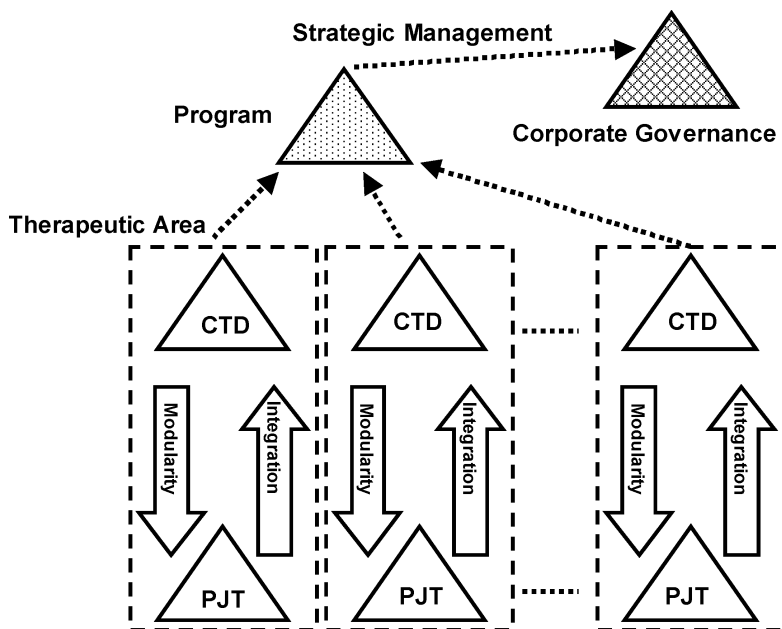 Strategic Management
Program
Corporate Governance
Therapeutic Area
CTD
CTD
CTD
Modularity
Integration
Modularity
Integration
Modularity
Integration
PJT
PJT
PJT